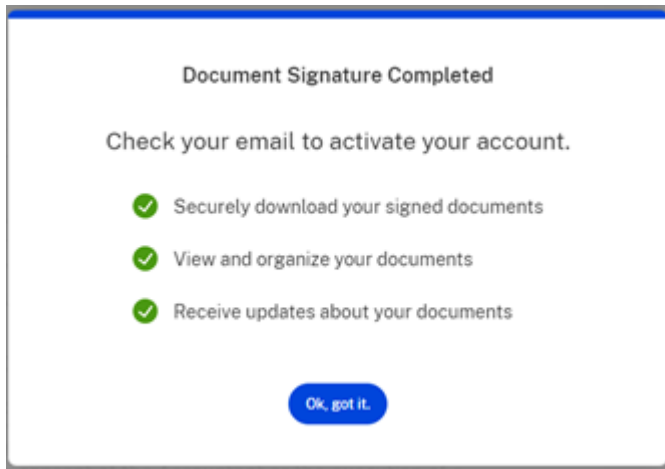 Document Signature Completed
Check your email to activate your account.
Securely download your signed documents
View and organize your documents
Receive updates about your documents
Ok, got it.